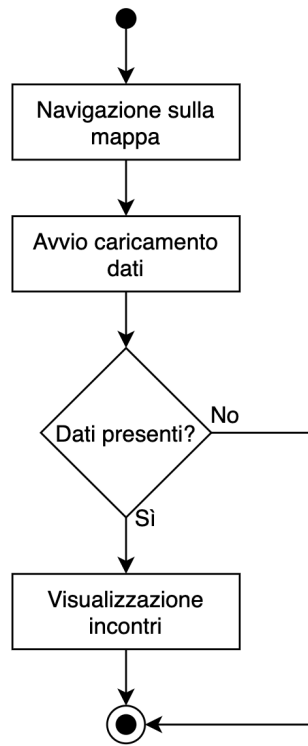 Navigazione sulla
mappa
Avvio caricamento
dati
Dati presenti?
No
Sì
Visualizzazione
incontri